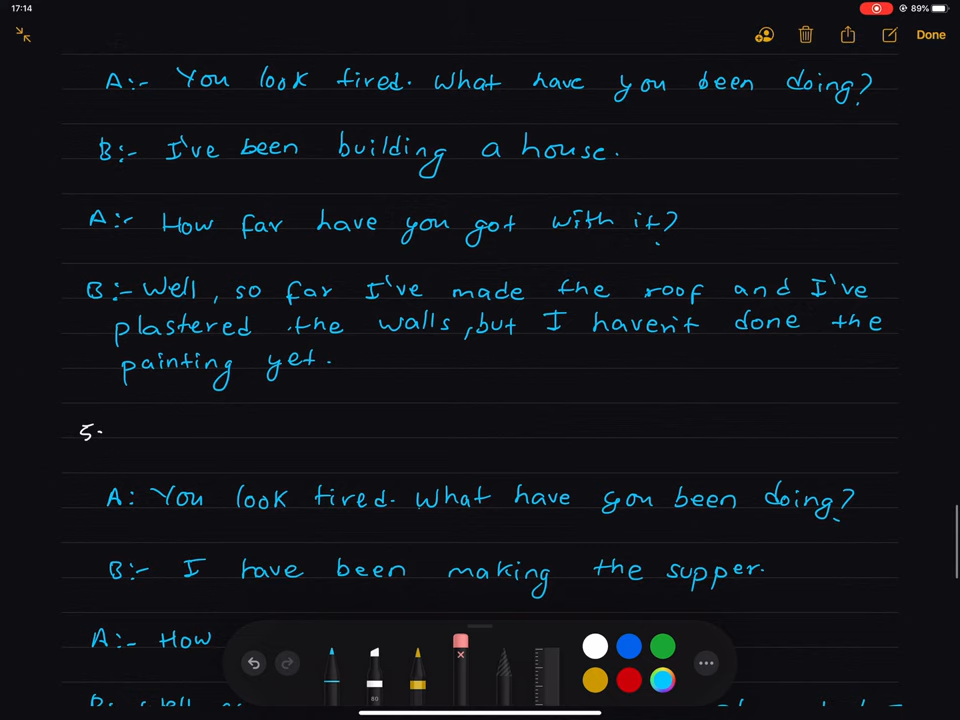 17:14
89%
Done
A:- You look tired. What have you been doing?
B:- I've been building a house.
A:- How far have you got with it?
B:- Well, so far I've made the roof and I've
plastered the walls, but I haven't done the
painting yet.
5.
A: You look tired. What have you been doing?
B:- I have been making the supper.
A:- How
80